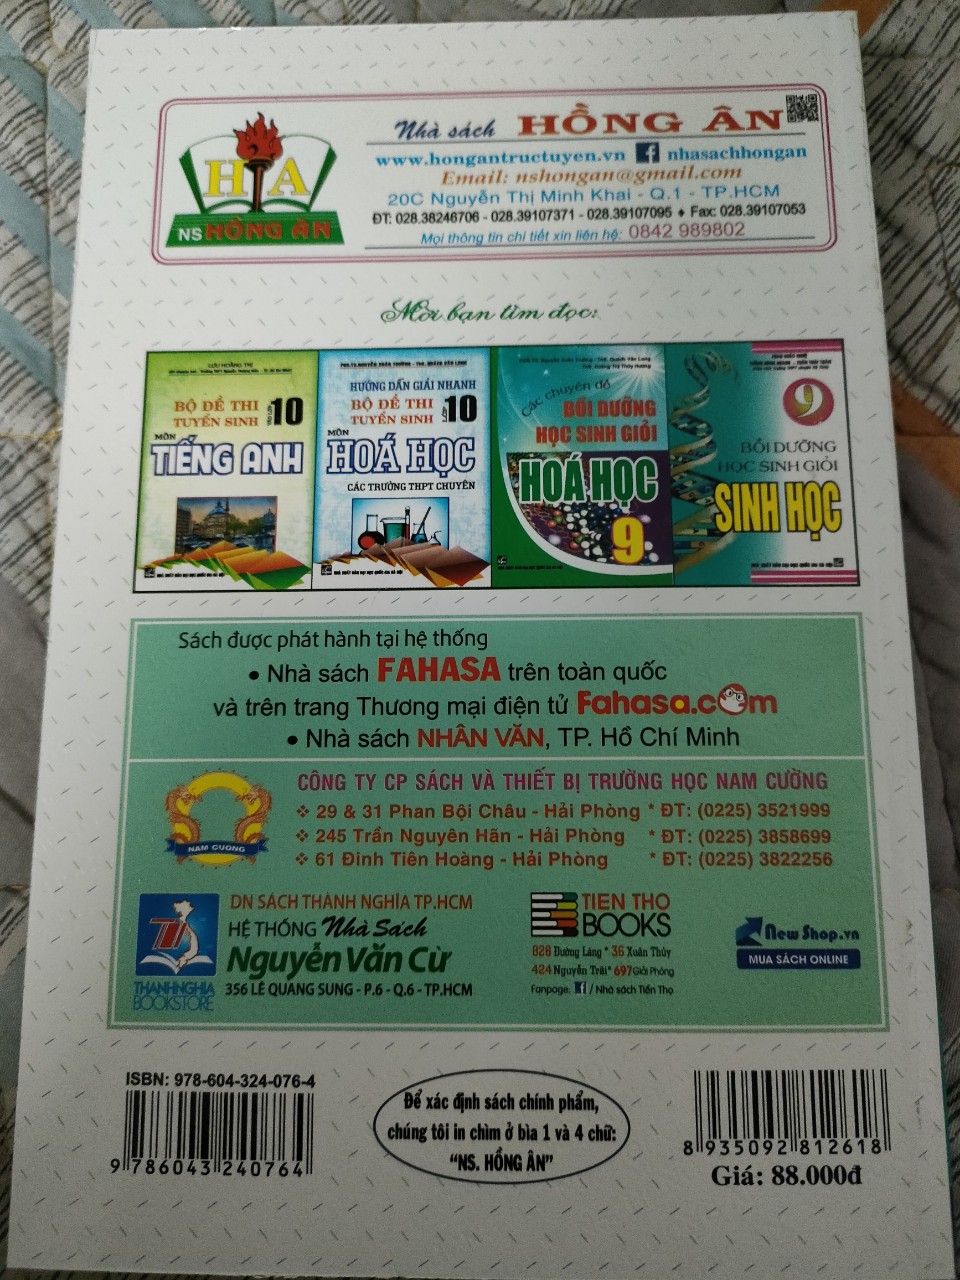 Nhà sách HỒNG ÂN
www.hongantructuyen.vn f nhasachhongan
Email: nshongan@gmail.com
20C Nguyễn Thị Minh Khai - Q.1 - TP.HCM
ĐT: 028.38246706 - 028.39107371 - 028.39107095 ♦ Fax: 028.39107053
Mọi thông tin chi tiết xin liên hệ: 0842 989802
HA
NS HỒNG ÂN
Mời bạn tìm đọc:
LƯU HOẰNG TRÍ
BỘ ĐỀ THI
TUYỂN SINH
VÀO LỚP 10
MÔN
TIẾNG ANH
HƯỚNG DẪN GIẢI NHANH
BỘ ĐỀ THI
TUYỂN SINH
LỚP 10
MÔN
HOÁ HỌC
CÁC TRƯỜNG THPT CHUYÊN
Các chuyên đề
BỒI DƯỠNG
HỌC SINH GIỎI
HOÁ HỌC
9
9
BỒI DƯỠNG
HỌC SINH GIỎI
SINH HỌC
Sách được phát hành tại hệ thống
• Nhà sách FAHASA trên toàn quốc
và trên trang Thương mại điện tử Fahasa.com
• Nhà sách NHÂN VĂN, TP. Hồ Chí Minh
NAM CUONG
CÔNG TY CP SÁCH VÀ THIẾT BỊ TRƯỜNG HỌC NAM CƯỜNG
❖ 29 & 31 Phan Bội Châu - Hải Phòng * ĐT: (0225) 3521999
❖ 245 Trần Nguyên Hãn - Hải Phòng * ĐT: (0225) 3858699
❖ 61 Đinh Tiên Hoàng - Hải Phòng * ĐT: (0225) 3822256
THANHNGHIA
BOOKSTORE
DN SÁCH THÀNH NGHĨA TP.HCM
HỆ THỐNG Nhà Sách
Nguyễn Văn Cừ
356 LÊ QUANG SUNG - P.6 - Q.6 - TP.HCM
TIEN THO
BOOKS
828 Đường Láng * 36 Xuân Thủy
424 Nguyễn Trãi * 697 Giải Phóng
Fanpage: f / Nhà sách Tiến Thọ
NewShop.vn
MUA SÁCH ONLINE
ISBN: 978-604-324-076-4
9 786043 240764
Để xác định sách chính phẩm,
chúng tôi in chìm ở bìa 1 và 4 chữ:
“NS. HỒNG ÂN”
8 935092 812618
Giá: 88.000đ